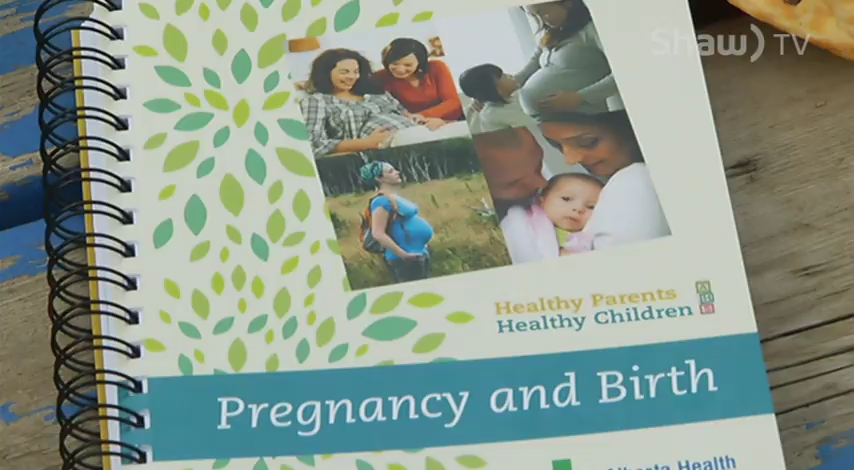 Shaw) TV
Healthy Parents
Healthy Children
Pregnancy and Birth
Alberta Health